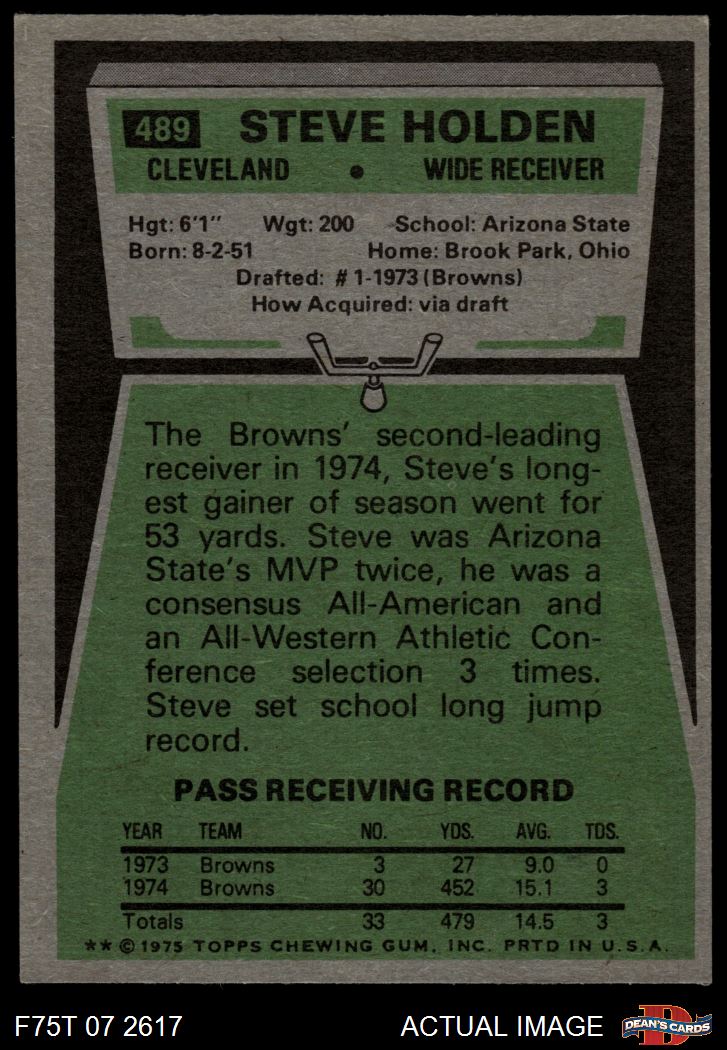 489 STEVE HOLDEN
CLEVELAND • WIDE RECEIVER
Hgt: 6'1" Wgt: 200 School: Arizona State
Born: 8-2-51 Home: Brook Park, Ohio
Drafted: #1-1973 (Browns)
How Acquired: via draft
The Browns' second-leading
receiver in 1974, Steve's long-
est gainer of season went for
53 yards. Steve was Arizona
State's MVP twice, he was a
consensus All-American and
an All-Western Athletic Con-
ference selection 3 times.
Steve set school long jump
record.
PASS RECEIVING RECORD
YEAR TEAM NO. YDS. AVG. TDS.
1973 Browns 3 27 9.0 0
1974 Browns 30 452 15.1 3
Totals 33 479 14.5 3
** © 1975 TOPPS CHEWING GUM, INC. PRTD IN U.S.A.
F75T 07 2617 ACTUAL IMAGE D DEAN'S CARDS